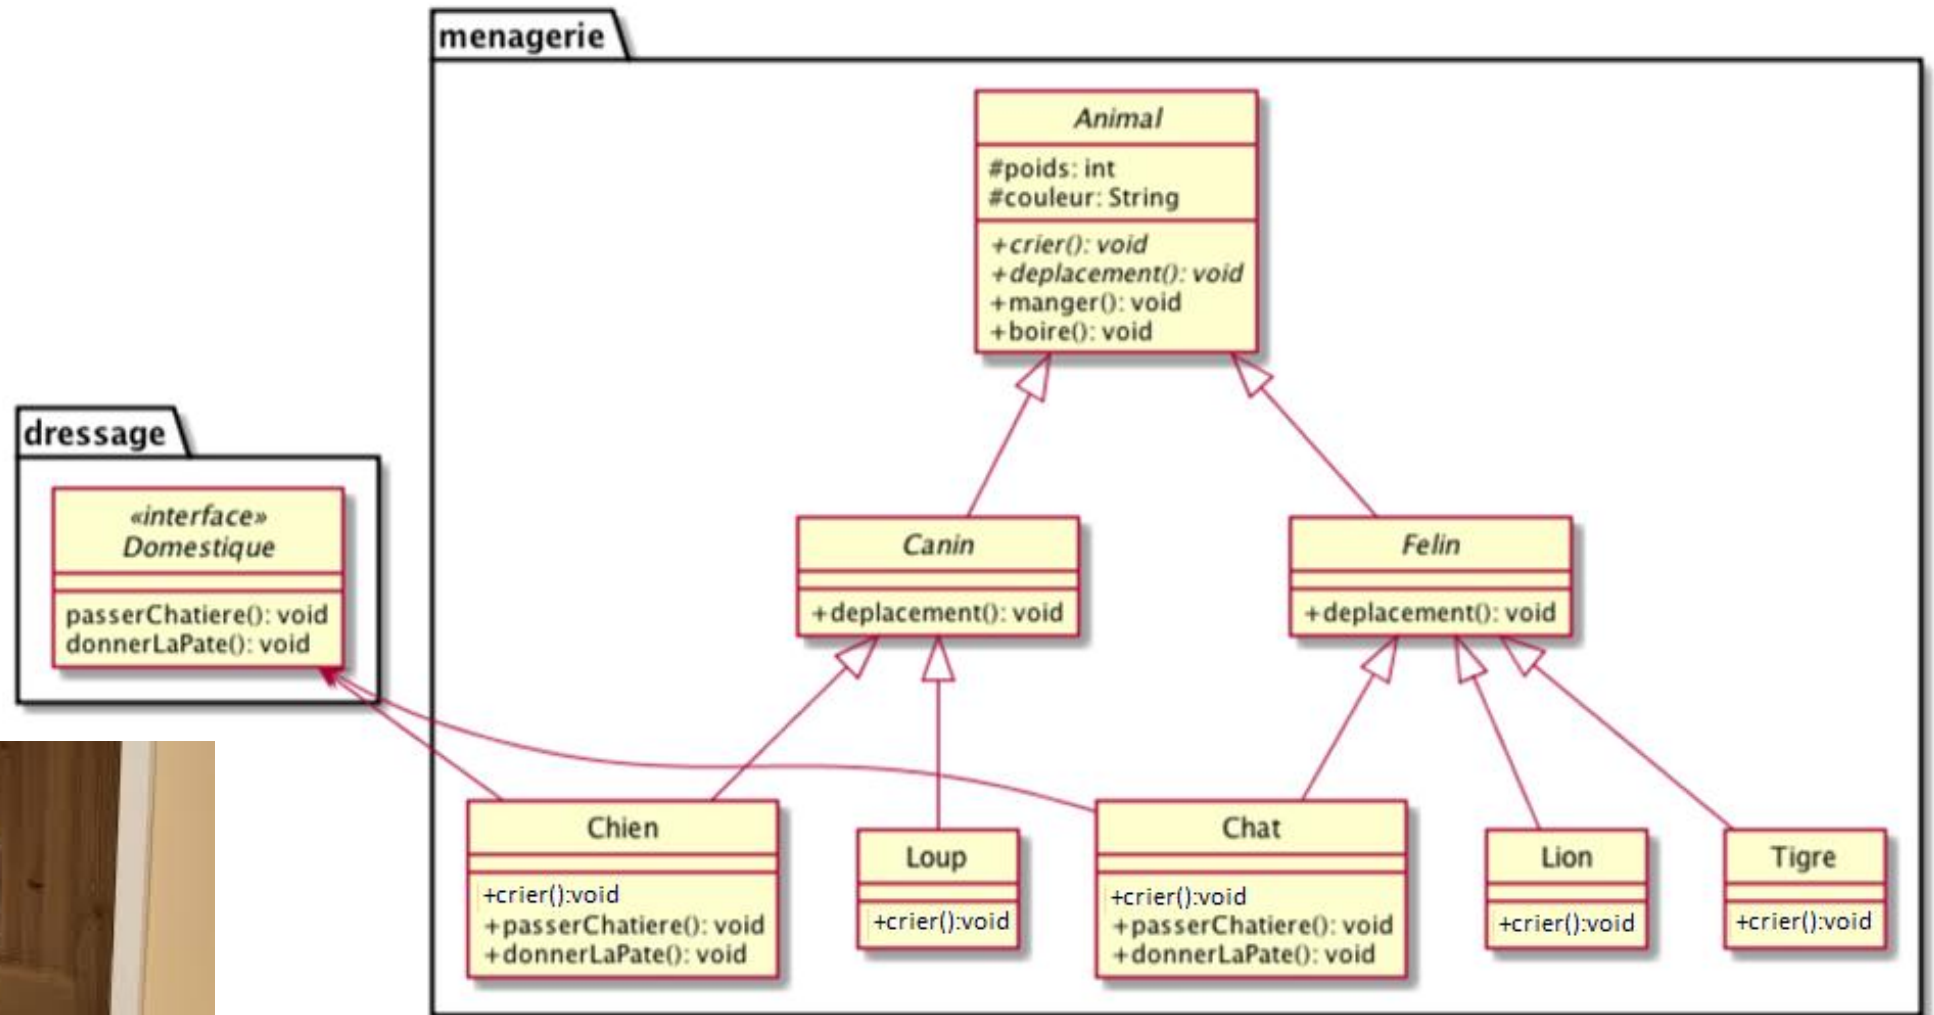 menagerie
Animal
#poids: int
#couleur: String
+crier(): void
+deplacement(): void
+manger(): void
+boire(): void
dressage
«interface»
Domestique
passerChatiere(): void
donnerLaPate(): void
Canin
+deplacement(): void
Felin
+deplacement(): void
Chien
+crier():void
+passerChatiere(): void
+donnerLaPate(): void
Loup
+crier():void
Chat
+crier():void
+passerChatiere(): void
+donnerLaPate(): void
Lion
+crier():void
Tigre
+crier():void